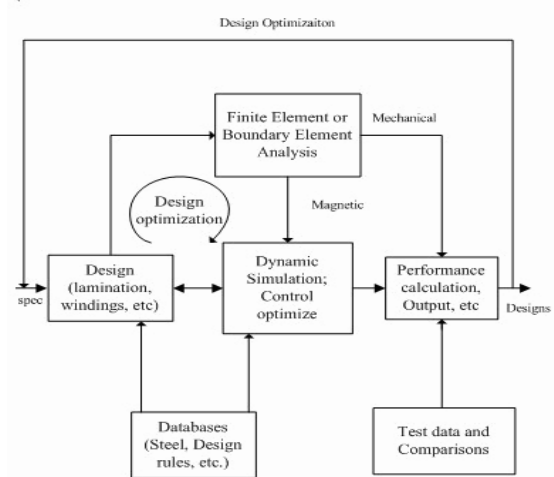 Design Optimizaiton
Finite Element or
Boundary Element
Analysis
Mechanical
Magnetic
Design
optimization
Design
(lamination,
windings, etc)
spec
Dynamic
Simulation;
Control
optimize
Performance
calculation,
Output, etc
Designs
Databases
(Steel, Design
rules, etc.)
Test data and
Comparisons